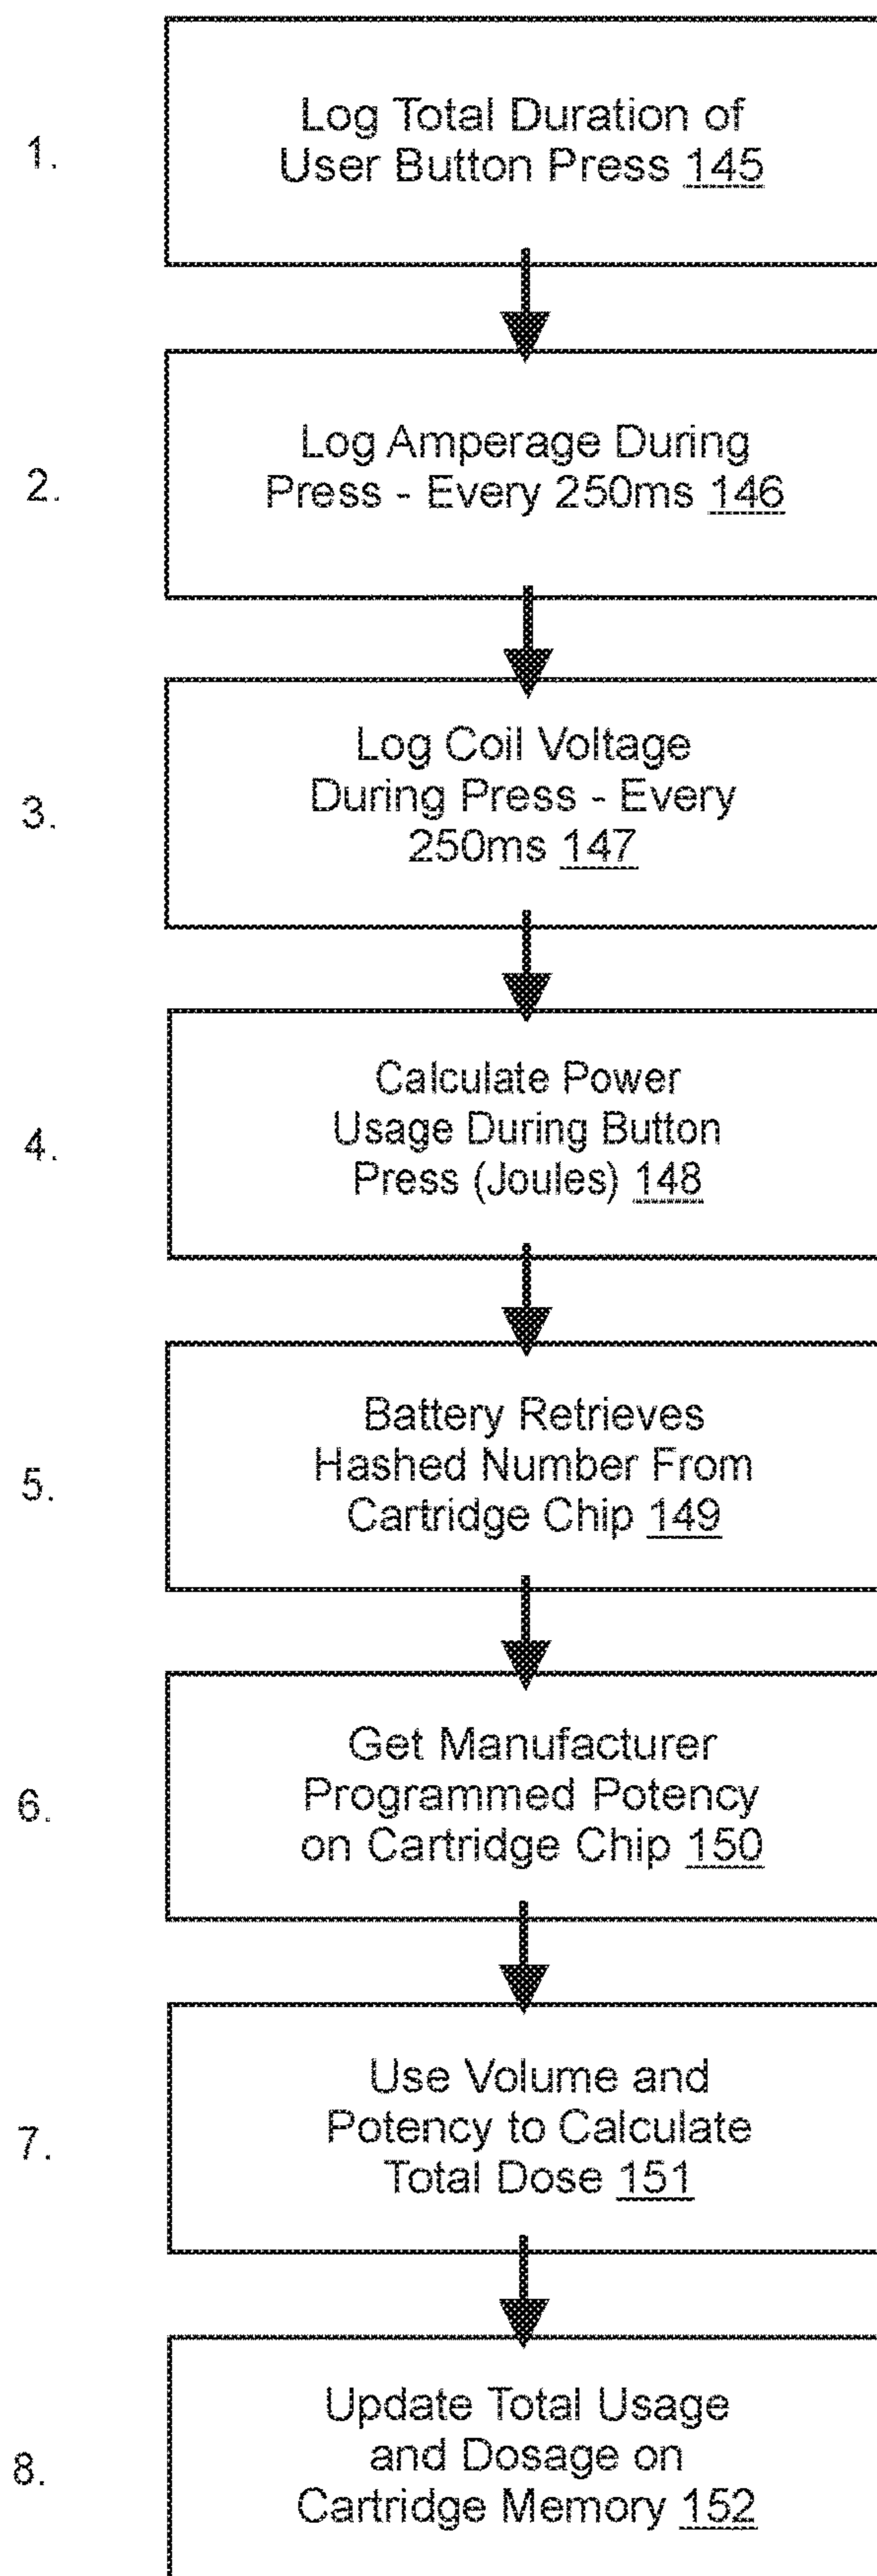 1.
Log Total Duration of
User Button Press 145
2.
Log Amperage During
Press - Every 250ms 146
3.
Log Coil Voltage
During Press - Every
250ms 147
4.
Calculate Power
Usage During Button
Press (Joules) 148
5.
Battery Retrieves
Hashed Number From
Cartridge Chip 149
6.
Get Manufacturer
Programmed Potency
on Cartridge Chip 150
7.
Use Volume and
Potency to Calculate
Total Dose 151
8.
Update Total Usage
and Dosage on
Cartridge Memory 152